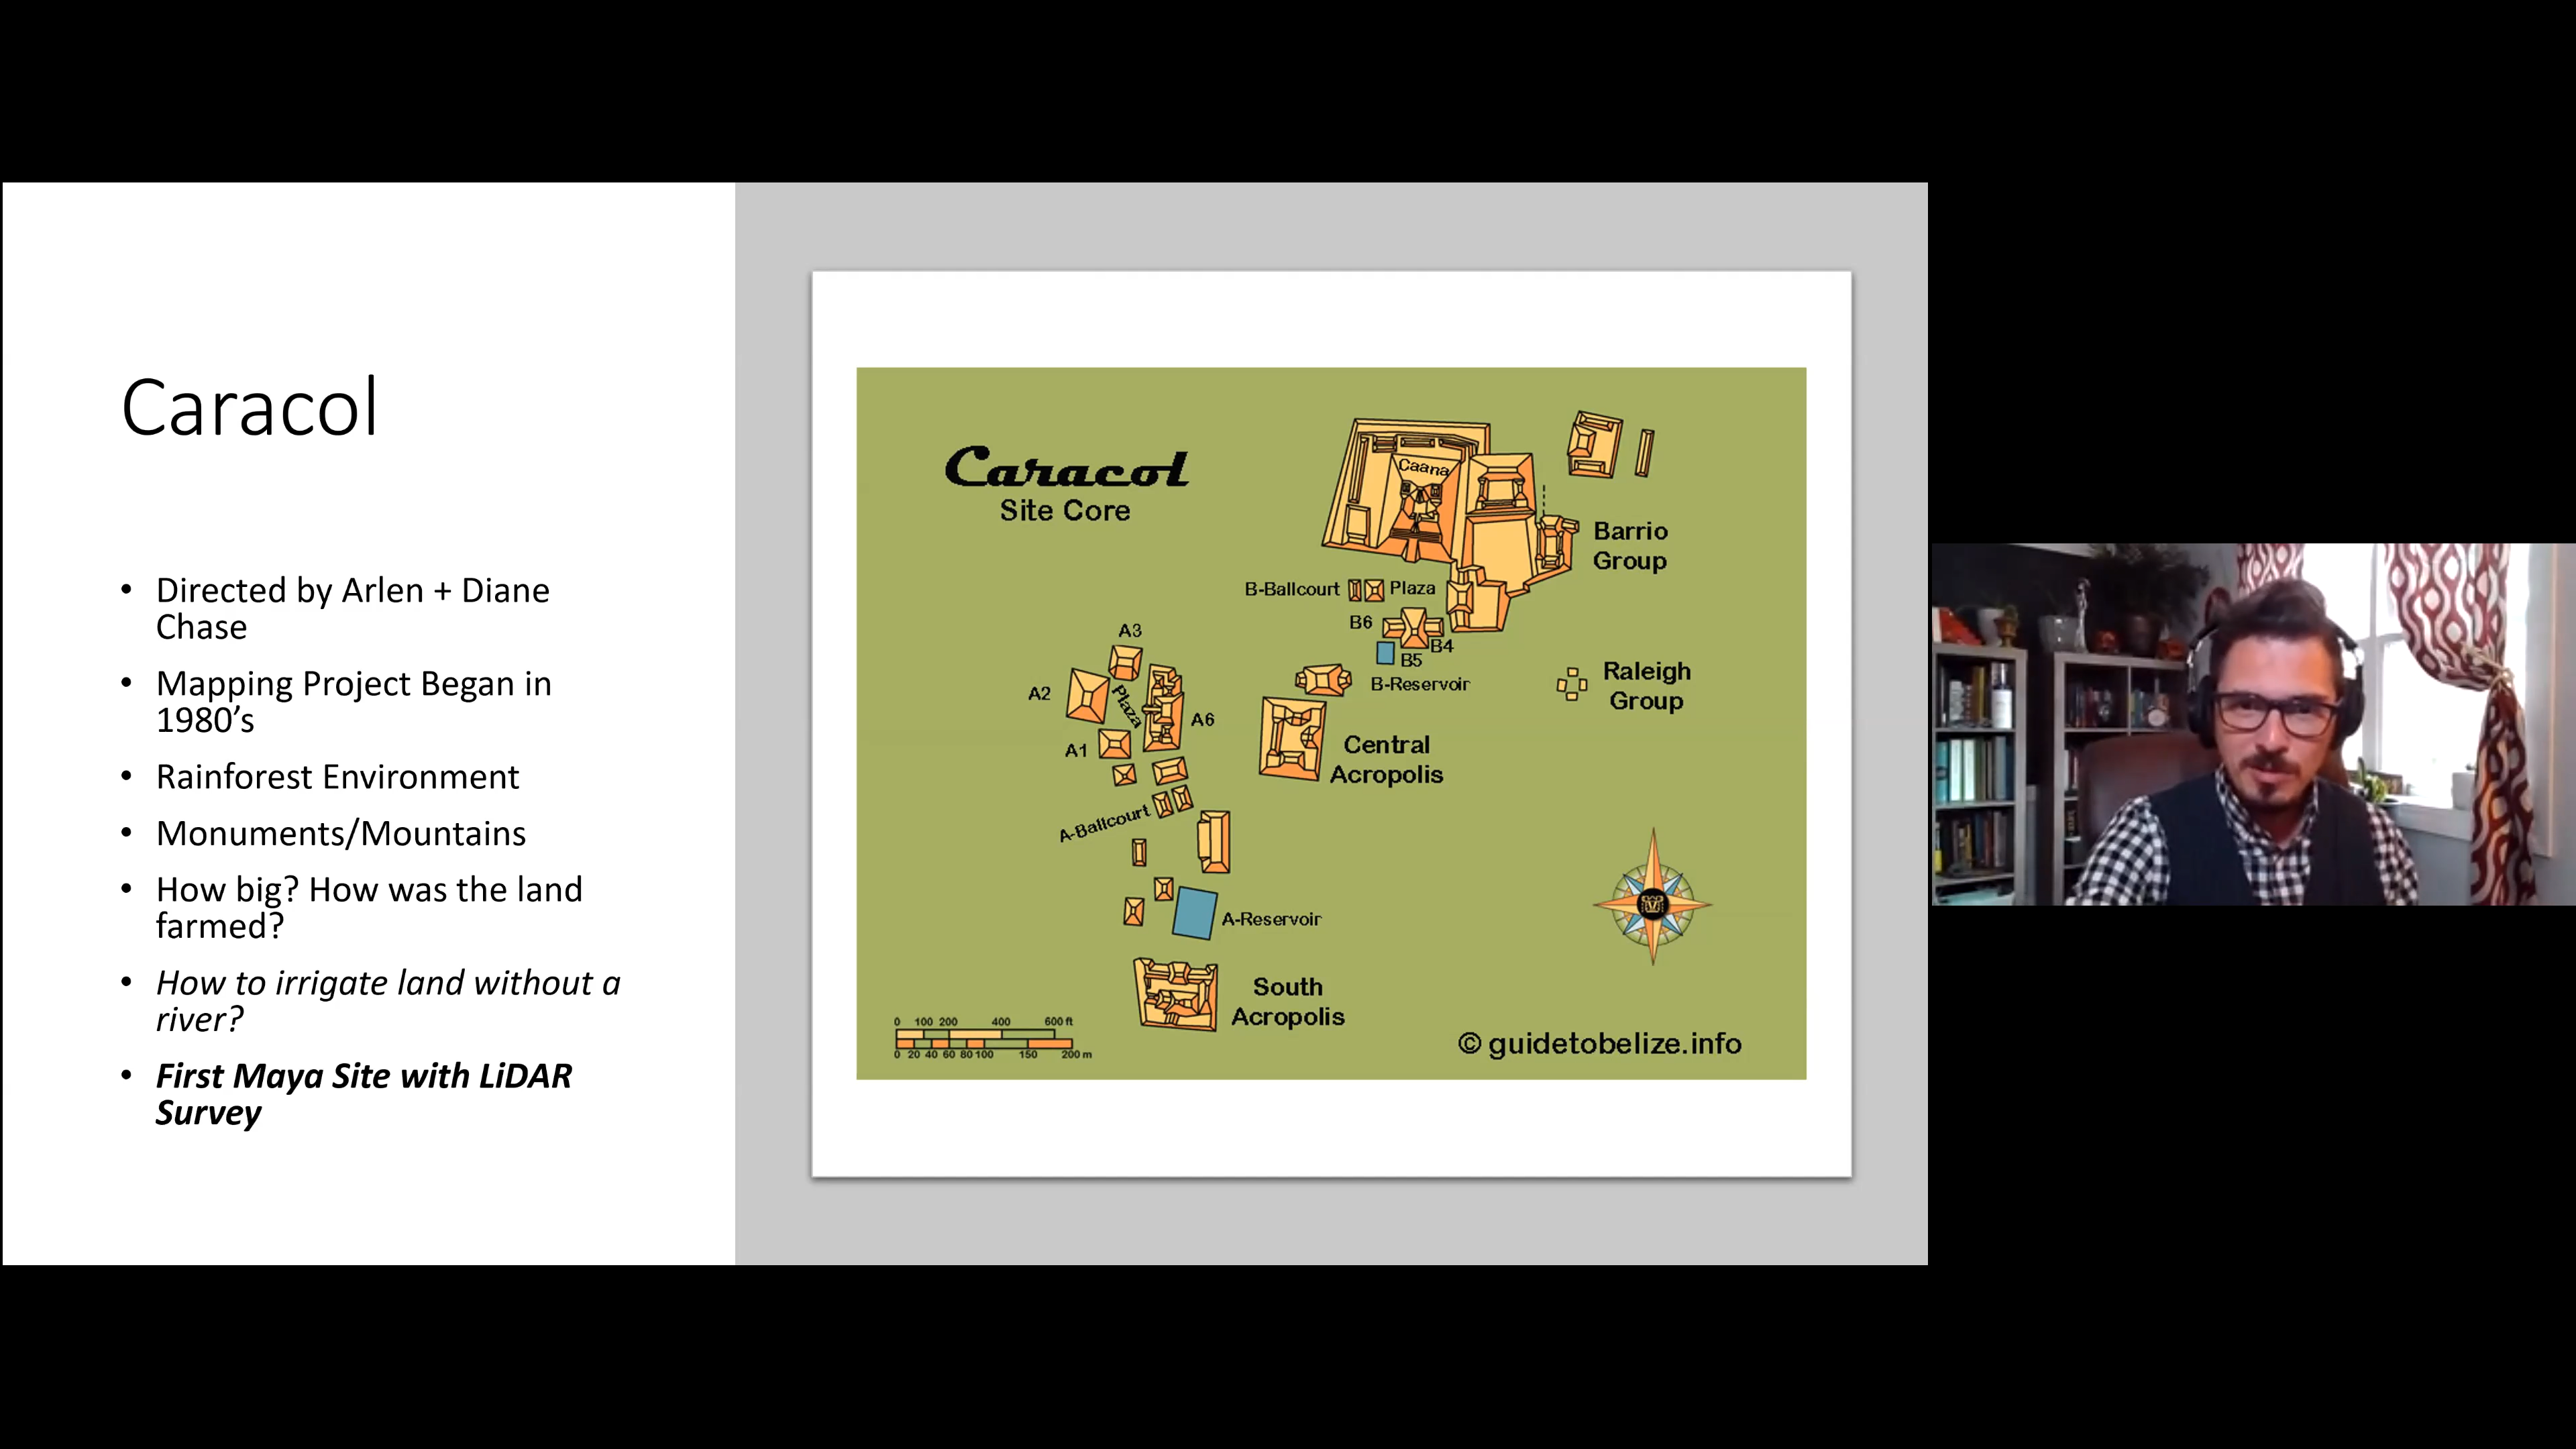 Caracol
• Directed by Arlen + Diane
Chase
• Mapping Project Began in
1980’s
• Rainforest Environment
• Monuments/Mountains
• How big? How was the land
farmed?
• How to irrigate land without a
river?
• First Maya Site with LiDAR
Survey
Caracol
Site Core
Caana
Barrio
Group
B-Ballcourt
Plaza
B6
B4
B5
B-Reservoir
Raleigh
Group
A3
A2
Plaza
A6
A1
Central
Acropolis
A-Ballcourt
A-Reservoir
South
Acropolis
0 100 200 400 600 ft
0 20 40 60 80 100 150 200 m
© guidetobelize.info